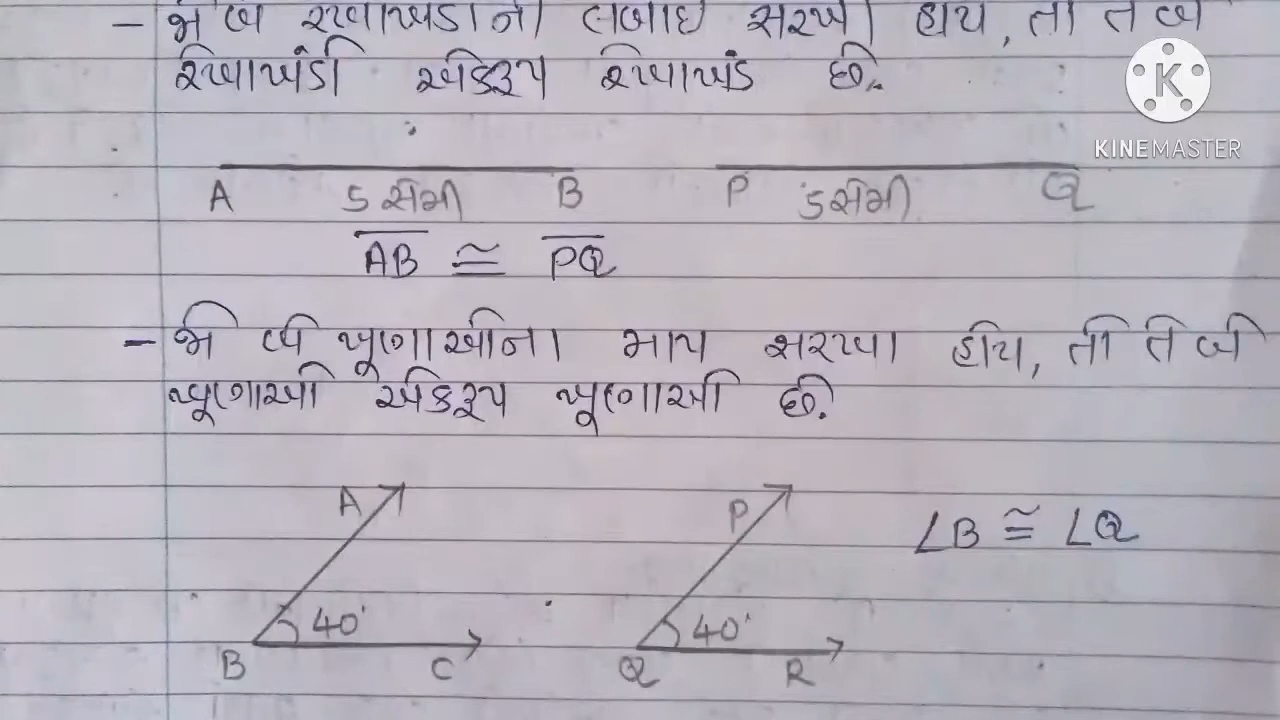 - જો બે રેખાખંડોની લંબાઈ સરખી હોય, તો તે બે
રેખાખંડો એકરૂપ રેખાખંડ છે.
K
KINEMASTER
A 5 સેમી B P 5 સેમી Q
AB ≅ PQ
- જો બે ખૂણાઓના માપ સરખા હોય, તો તે બે
ખૂણાઓ એકરૂપ ખૂણાઓ છે.
A P
∠B ≅ ∠Q
40° 40°
B C Q R